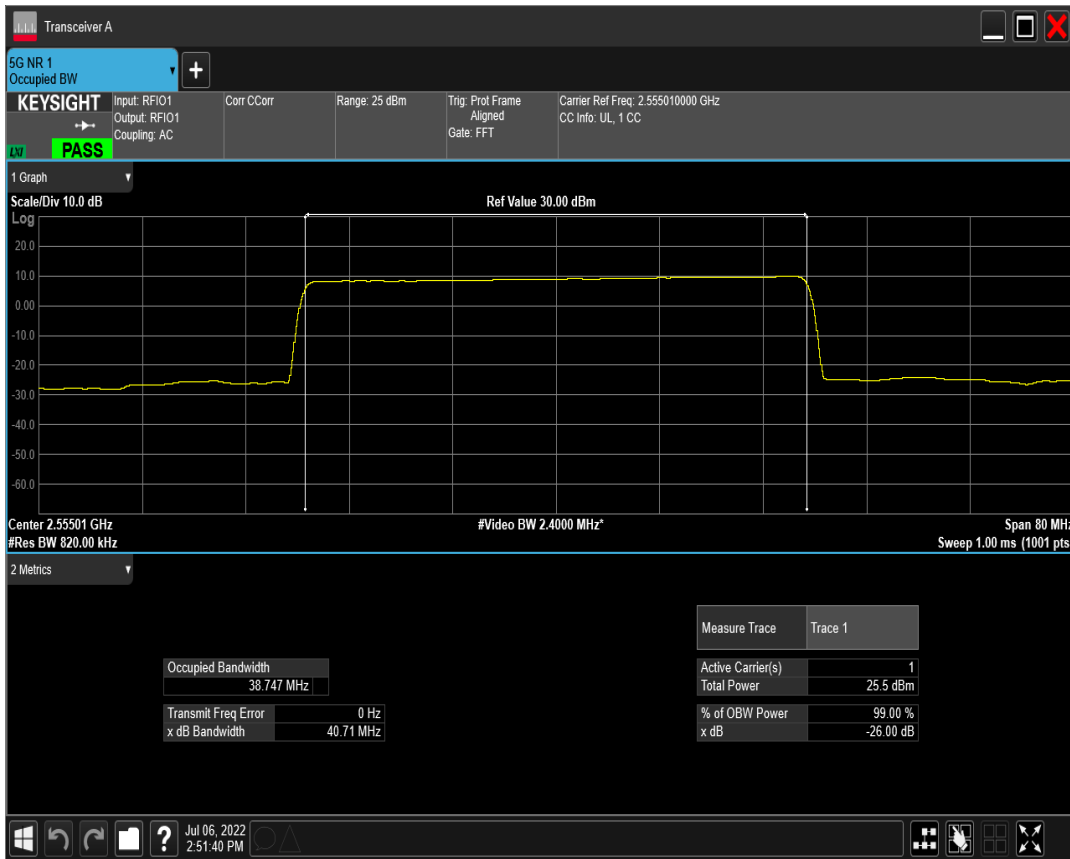 Transceiver A
5G NR 1
Occupied BW
KEYSIGHT
LXI
PASS
Input: RFIO1
Output: RFIO1
Coupling: AC
Corr CCorr
Range: 25 dBm
Trig: Prot Frame
Aligned
Gate: FFT
Carrier Ref Freq: 2.555010000 GHz
CC Info: UL, 1 CC
1 Graph
Scale/Div 10.0 dB
Ref Value 30.00 dBm
Log
20.0
10.0
0.00
-10.0
-20.0
-30.0
-40.0
-50.0
-60.0
Center 2.55501 GHz
#Video BW 2.4000 MHz*
Span 80 MHz
#Res BW 820.00 kHz
Sweep 1.00 ms (1001 pts
2 Metrics
Measure Trace Trace 1
Occupied Bandwidth
38.747 MHz
Active Carrier(s) 1
Total Power 25.5 dBm
Transmit Freq Error 0 Hz
x dB Bandwidth 40.71 MHz
% of OBW Power 99.00 %
x dB -26.00 dB
Jul 06, 2022
2:51:40 PM